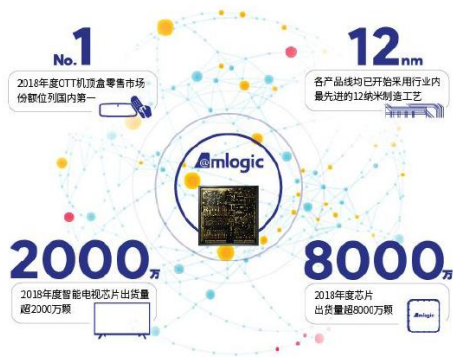 No.1
2018年度OTT机顶盒零售市场
份额位列国内第一
12nm
各产品线均已开始采用行业内
最先进的12纳米制造工艺
Amlogic
2000万
2018年度智能电视芯片出货量
超2000万颗
8000万
2018年度芯片
出货量超8000万颗
Amlogic